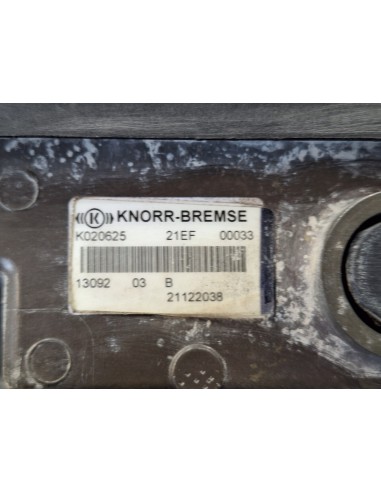 K KNORR-BREMSE
K020625 21EF 00033
13092 03 B
21122038